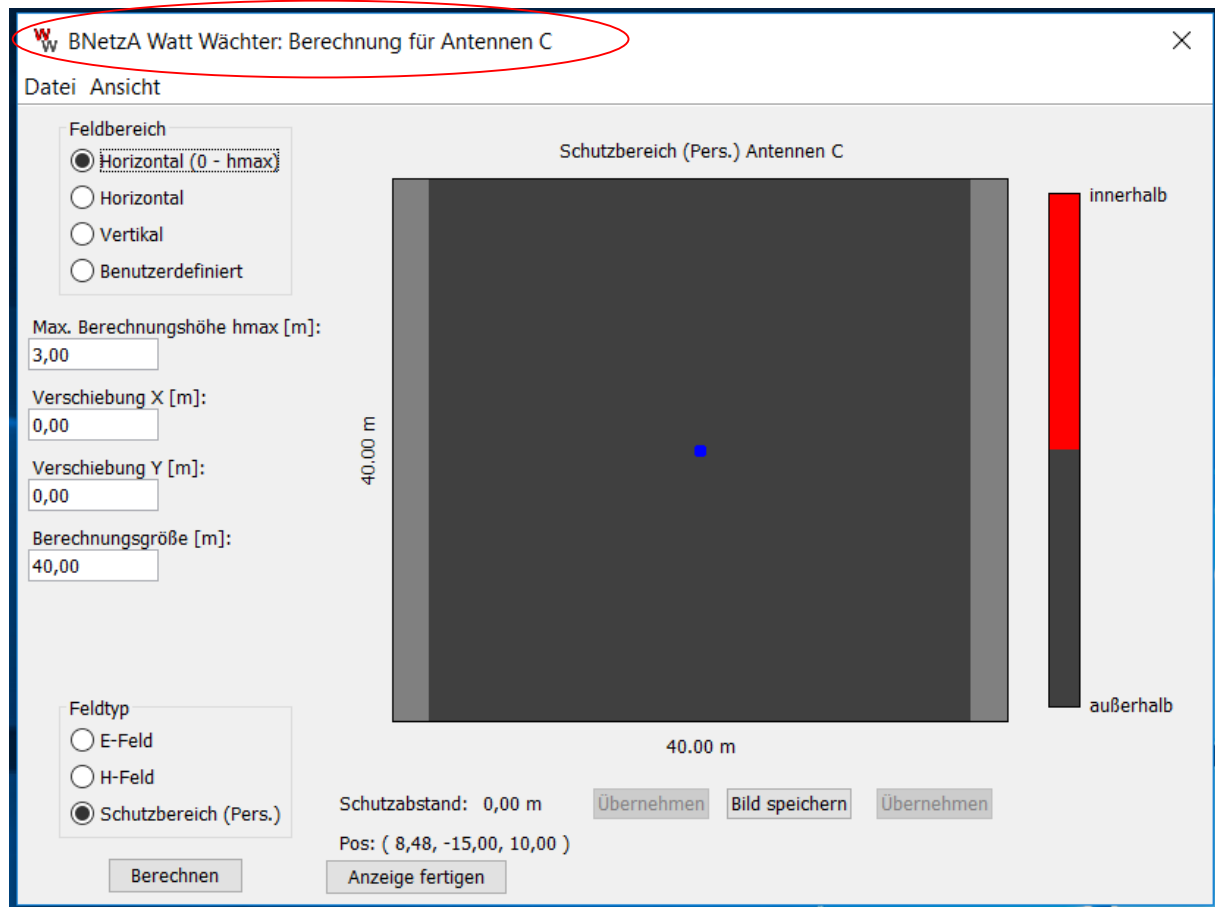 BNetzA Watt Wächter: Berechnung für Antennen C
Datei Ansicht
Feldbereich
Horizontal (0 - hmax)
Horizontal
Vertikal
Benutzerdefiniert
Max. Berechnungshöhe hmax [m]:
3,00
Verschiebung X [m]:
0,00
Verschiebung Y [m]:
0,00
Berechnungsgröße [m]:
40,00
Feldtyp
E-Feld
H-Feld
Schutzbereich (Pers.)
Berechnen
Schutzbereich (Pers.) Antennen C
40.00 m
40.00 m
innerhalb
außerhalb
Schutzabstand: 0,00 m Übernehmen Bild speichern Übernehmen
Pos: ( 8,48, -15,00, 10,00 )
Anzeige fertigen